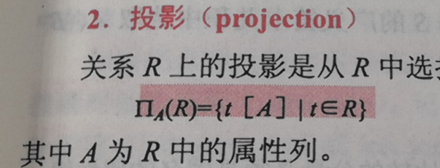 2. 投影（projection）
关系 R 上的投影是从 R 中选
Π_A(R)={t［A］| t∈R}
其中 A 为 R 中的属性列。